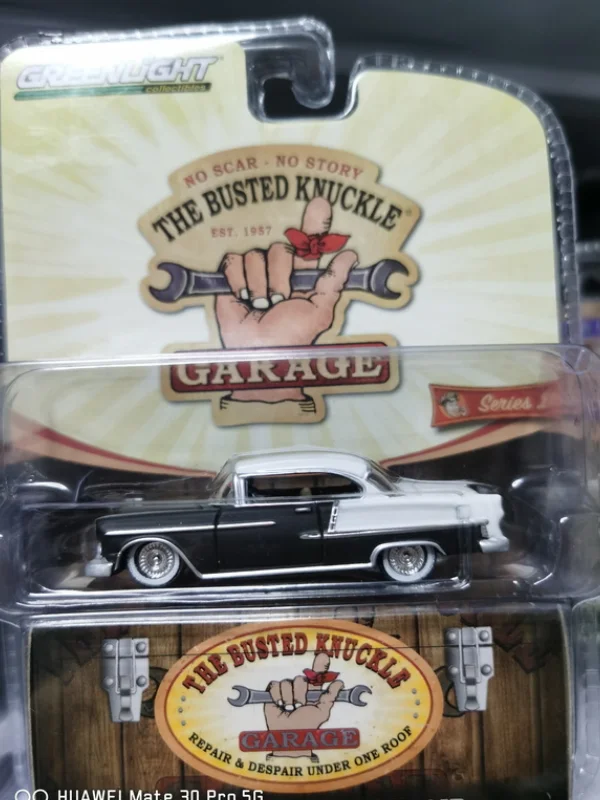 GREENLIGHT
collectibles
NO SCAR - NO STORY
THE BUSTED KNUCKLE
EST. 1957
GARAGE
Series
THE BUSTED KNUCKLE
GARAGE
REPAIR & DESPAIR UNDER ONE ROOF
HUAWEI Mate 30 Pro 5G